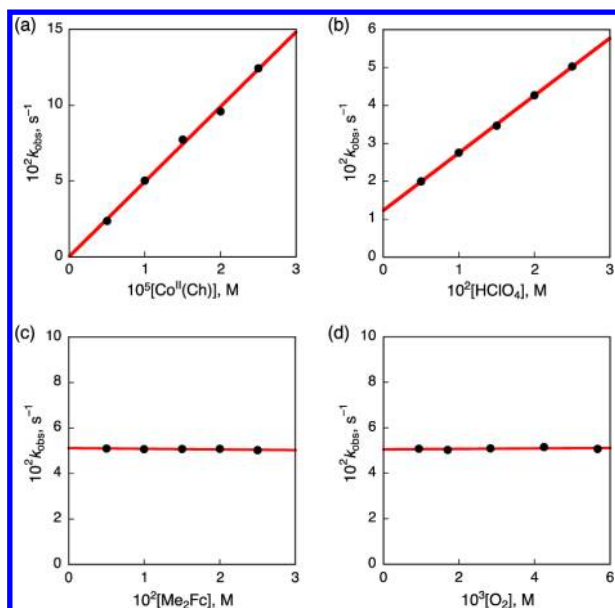 (a)
15
10
5
0
10²k_obs, s⁻¹
0 1 2 3
10⁵[Co^II(Ch)], M
(b)
6
5
4
3
2
1
0
10²k_obs, s⁻¹
0 1 2 3
10²[HClO₄], M
(c)
10
8
6
4
2
0
10²k_obs, s⁻¹
0 1 2 3
10²[Me₂Fc], M
(d)
10
8
6
4
2
0
10²k_obs, s⁻¹
0 2 4 6
10³[O₂], M